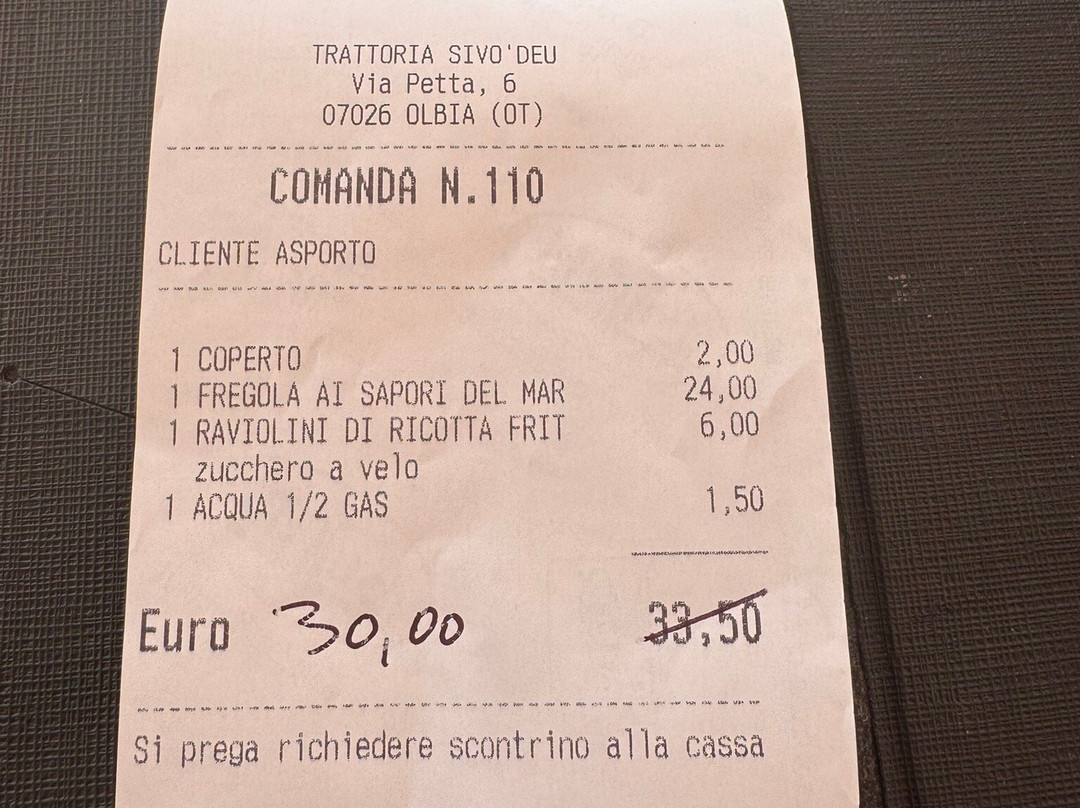 TRATTORIA SIVO'DEU
Via Petta, 6
07026 OLBIA (OT)
COMANDA N.110
CLIENTE ASPORTO
1 COPERTO 2,00
1 FREGOLA AI SAPORI DEL MAR 24,00
1 RAVIOLINI DI RICOTTA FRIT 6,00
zucchero a velo
1 ACQUA 1/2 GAS 1,50
Euro 30,00 33,50
Si prega richiedere scontrino alla cassa